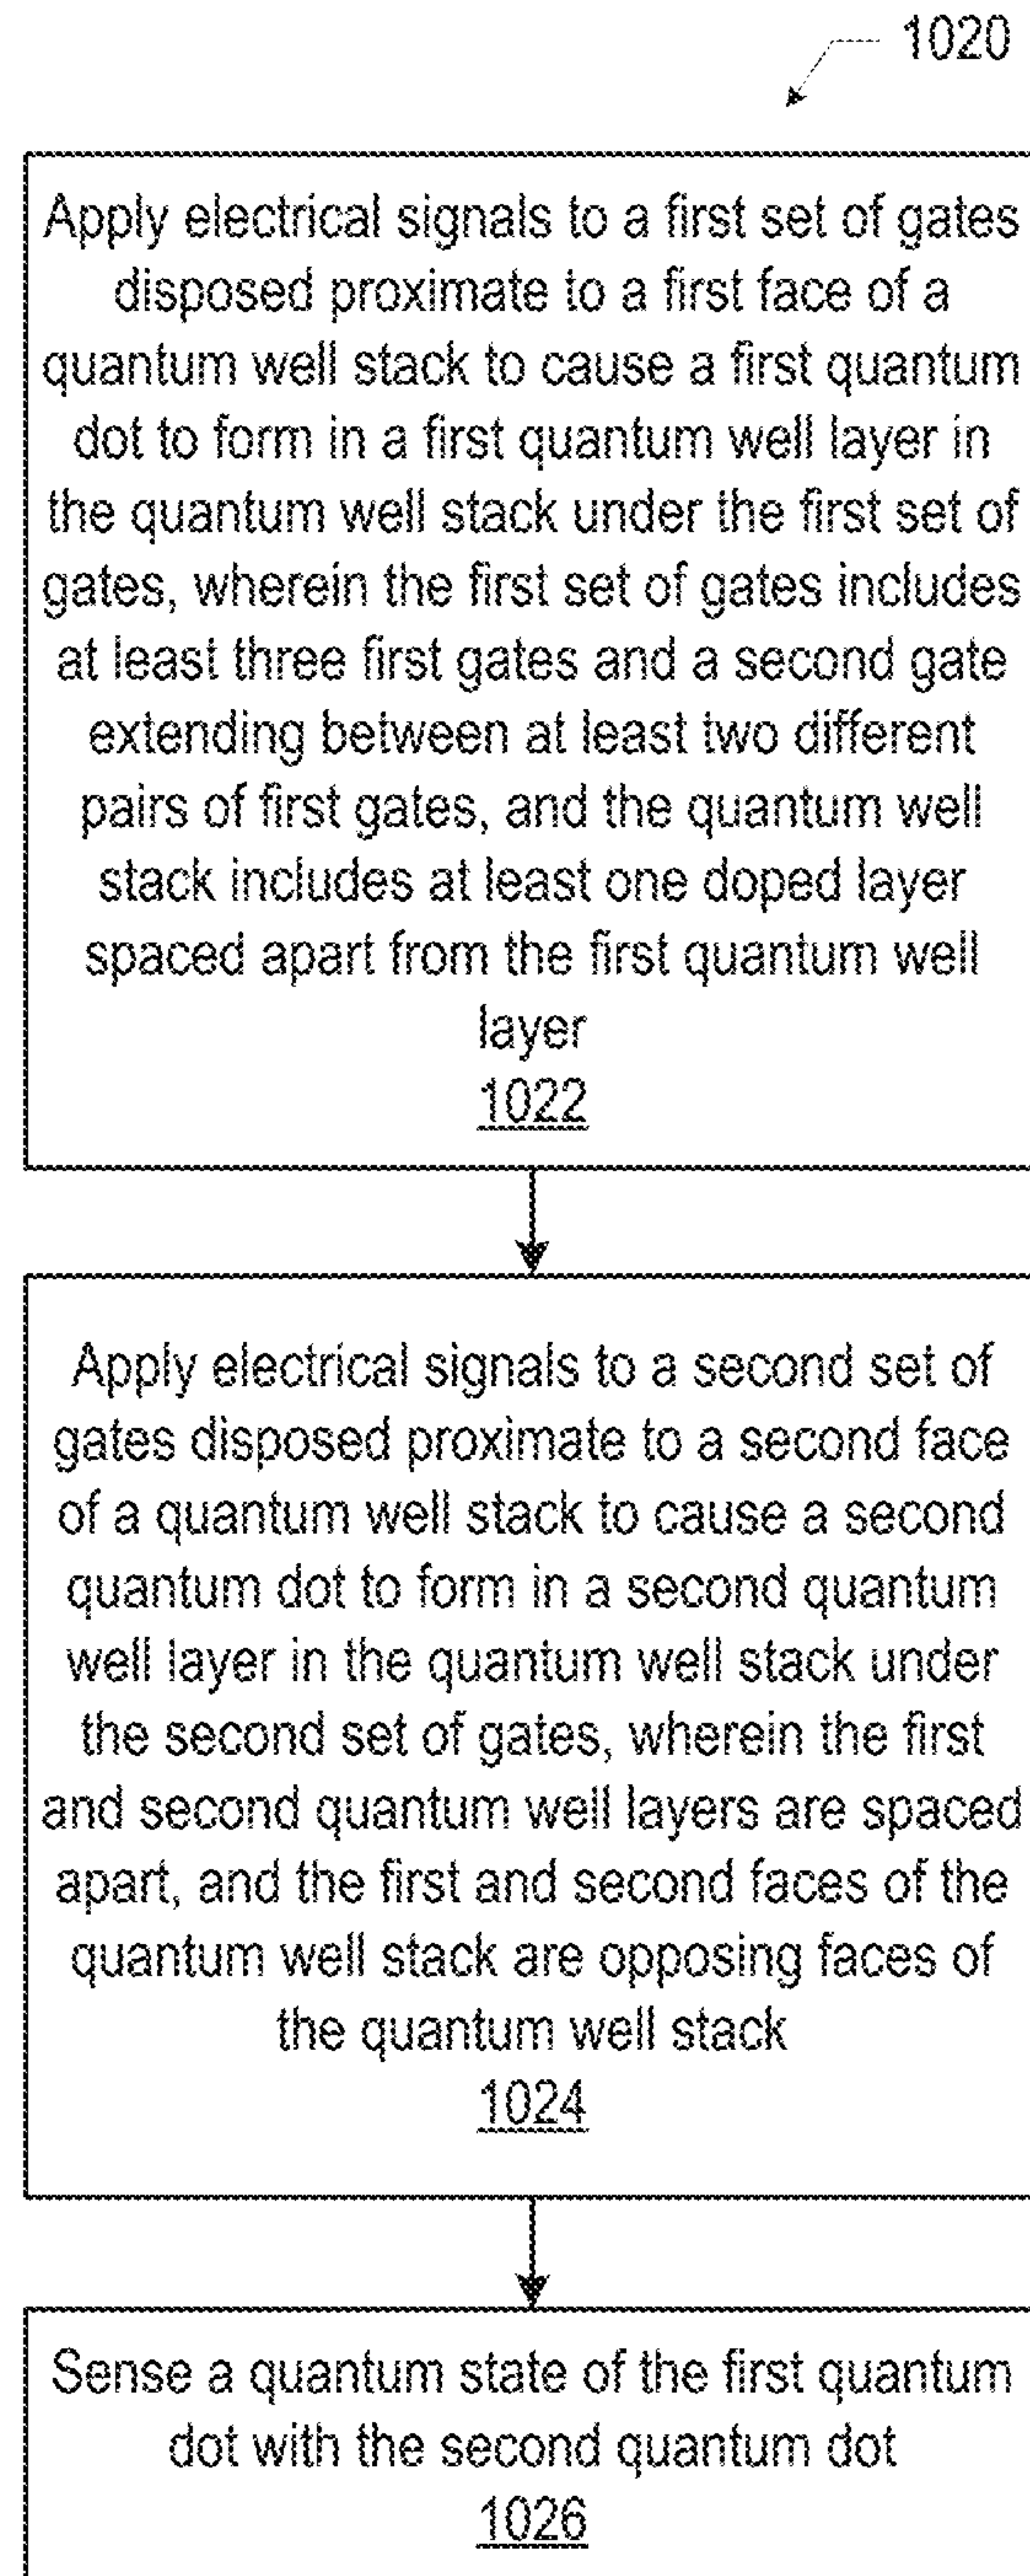 1020
Apply electrical signals to a first set of gates
disposed proximate to a first face of a
quantum well stack to cause a first quantum
dot to form in a first quantum well layer in
the quantum well stack under the first set of
gates, wherein the first set of gates includes
at least three first gates and a second gate
extending between at least two different
pairs of first gates, and the quantum well
stack includes at least one doped layer
spaced apart from the first quantum well
layer
1022
Apply electrical signals to a second set of
gates disposed proximate to a second face
of a quantum well stack to cause a second
quantum dot to form in a second quantum
well layer in the quantum well stack under
the second set of gates, wherein the first
and second quantum well layers are spaced
apart, and the first and second faces of the
quantum well stack are opposing faces of
the quantum well stack
1024
Sense a quantum state of the first quantum
dot with the second quantum dot
1026